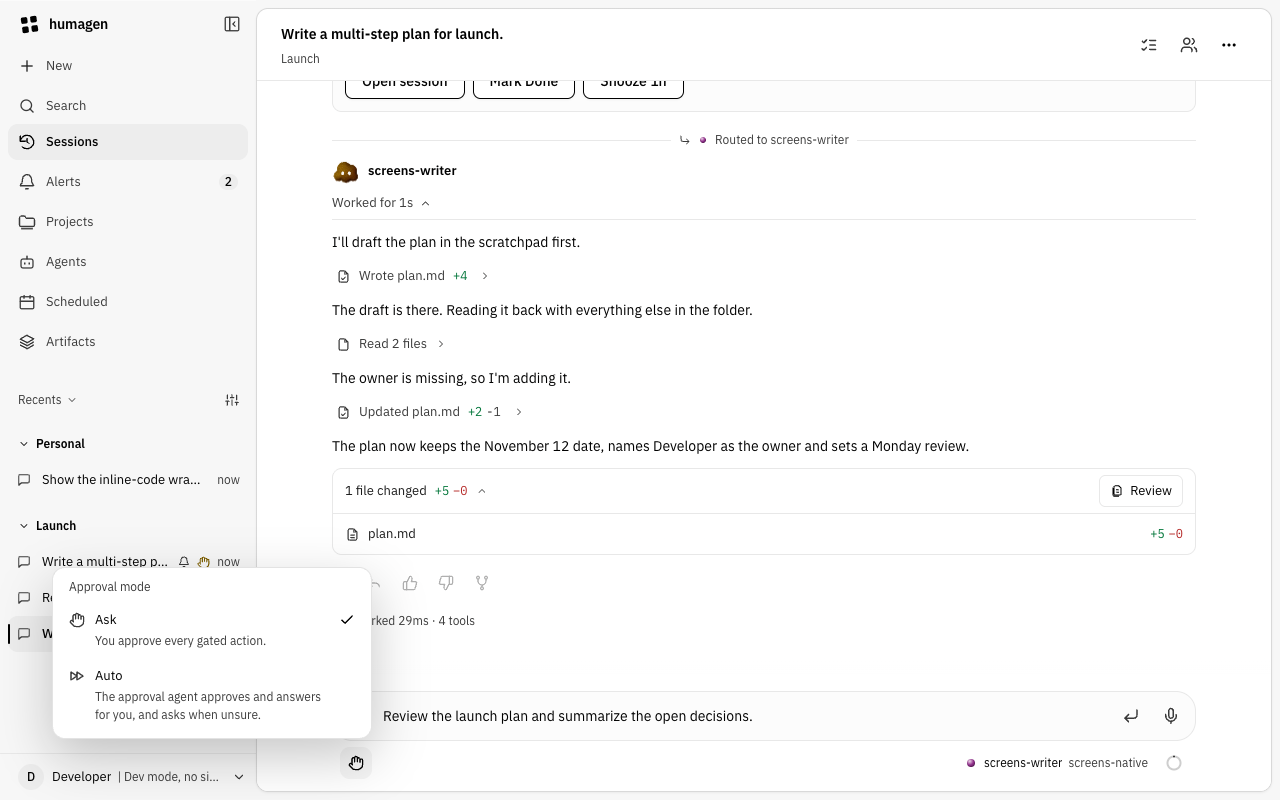 humagen
New
Search
Sessions
Alerts 2
Projects
Agents
Scheduled
Artifacts
Recents
Personal
Show the inline-code wra... now
Launch
Write a multi-step p... now
Approval mode
Ask
You approve every gated action.
Auto
The approval agent approves and answers
for you, and asks when unsure.
D Developer | Dev mode, no si...
Write a multi-step plan for launch.
Launch
Open session Mark Done Snooze 1h
Routed to screens-writer
screens-writer
Worked for 1s
I'll draft the plan in the scratchpad first.
Wrote plan.md +4
The draft is there. Reading it back with everything else in the folder.
Read 2 files
The owner is missing, so I'm adding it.
Updated plan.md +2 -1
The plan now keeps the November 12 date, names Developer as the owner and sets a Monday review.
1 file changed +5 −0 Review
plan.md +5 −0
29ms · 4 tools
Review the launch plan and summarize the open decisions.
screens-writer screens-native